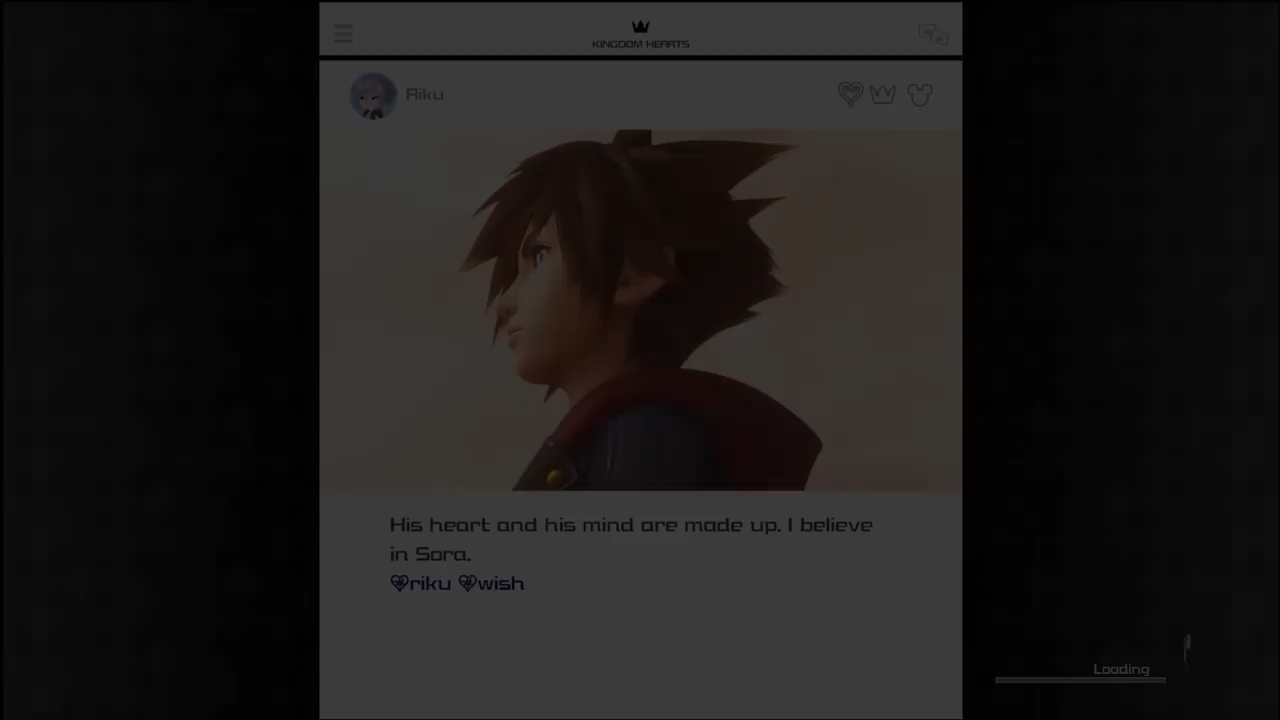 KINGDOM HEARTS
Riku
His heart and his mind are made up. I believe
in Sora.
riku wish
Loading